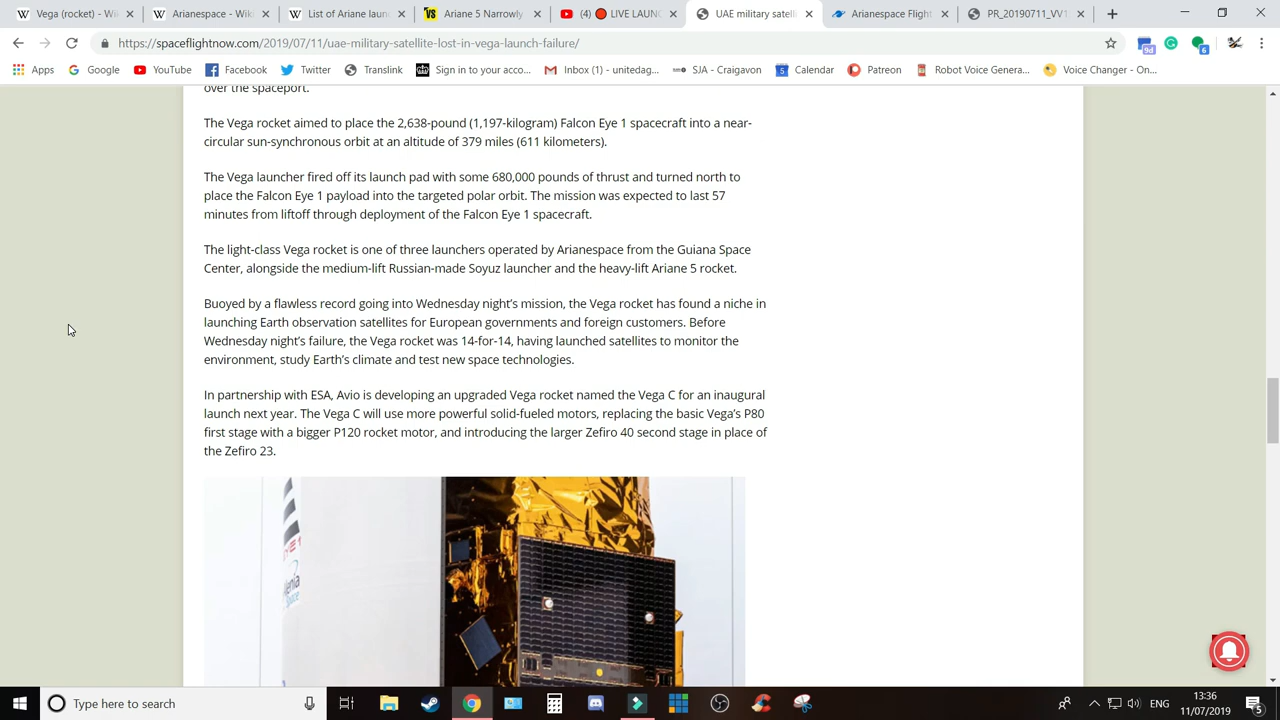 Vega (rocket) - Wiki
Arianespace - Wiki
List of Ariane laun
Ariane 5 Narrowly
(4) 🔴 LIVE LAUNC
UAE military satelli
Arianespace Flight
PR_20190711_VV1
https://spaceflightnow.com/2019/07/11/uae-military-satellite-lost-in-vega-launch-failure/
9d
6
Apps
Google
YouTube
Facebook
Twitter
Translink
Sign in to your acco...
Inbox (1) - unitedag...
SJA - Craigavon
Calendar
Patreon
Robot Voice Genera...
Voice Changer - On...
over the spaceport.
The Vega rocket aimed to place the 2,638-pound (1,197-kilogram) Falcon Eye 1 spacecraft into a near-
circular sun-synchronous orbit at an altitude of 379 miles (611 kilometers).
The Vega launcher fired off its launch pad with some 680,000 pounds of thrust and turned north to
place the Falcon Eye 1 payload into the targeted polar orbit. The mission was expected to last 57
minutes from liftoff through deployment of the Falcon Eye 1 spacecraft.
The light-class Vega rocket is one of three launchers operated by Arianespace from the Guiana Space
Center, alongside the medium-lift Russian-made Soyuz launcher and the heavy-lift Ariane 5 rocket.
Buoyed by a flawless record going into Wednesday night's mission, the Vega rocket has found a niche in
launching Earth observation satellites for European governments and foreign customers. Before
Wednesday night's failure, the Vega rocket was 14-for-14, having launched satellites to monitor the
environment, study Earth's climate and test new space technologies.
In partnership with ESA, Avio is developing an upgraded Vega rocket named the Vega C for an inaugural
launch next year. The Vega C will use more powerful solid-fueled motors, replacing the basic Vega's P80
first stage with a bigger P120 rocket motor, and introducing the larger Zefiro 40 second stage in place of
the Zefiro 23.
Type here to search
ENG
13:36
11/07/2019
5